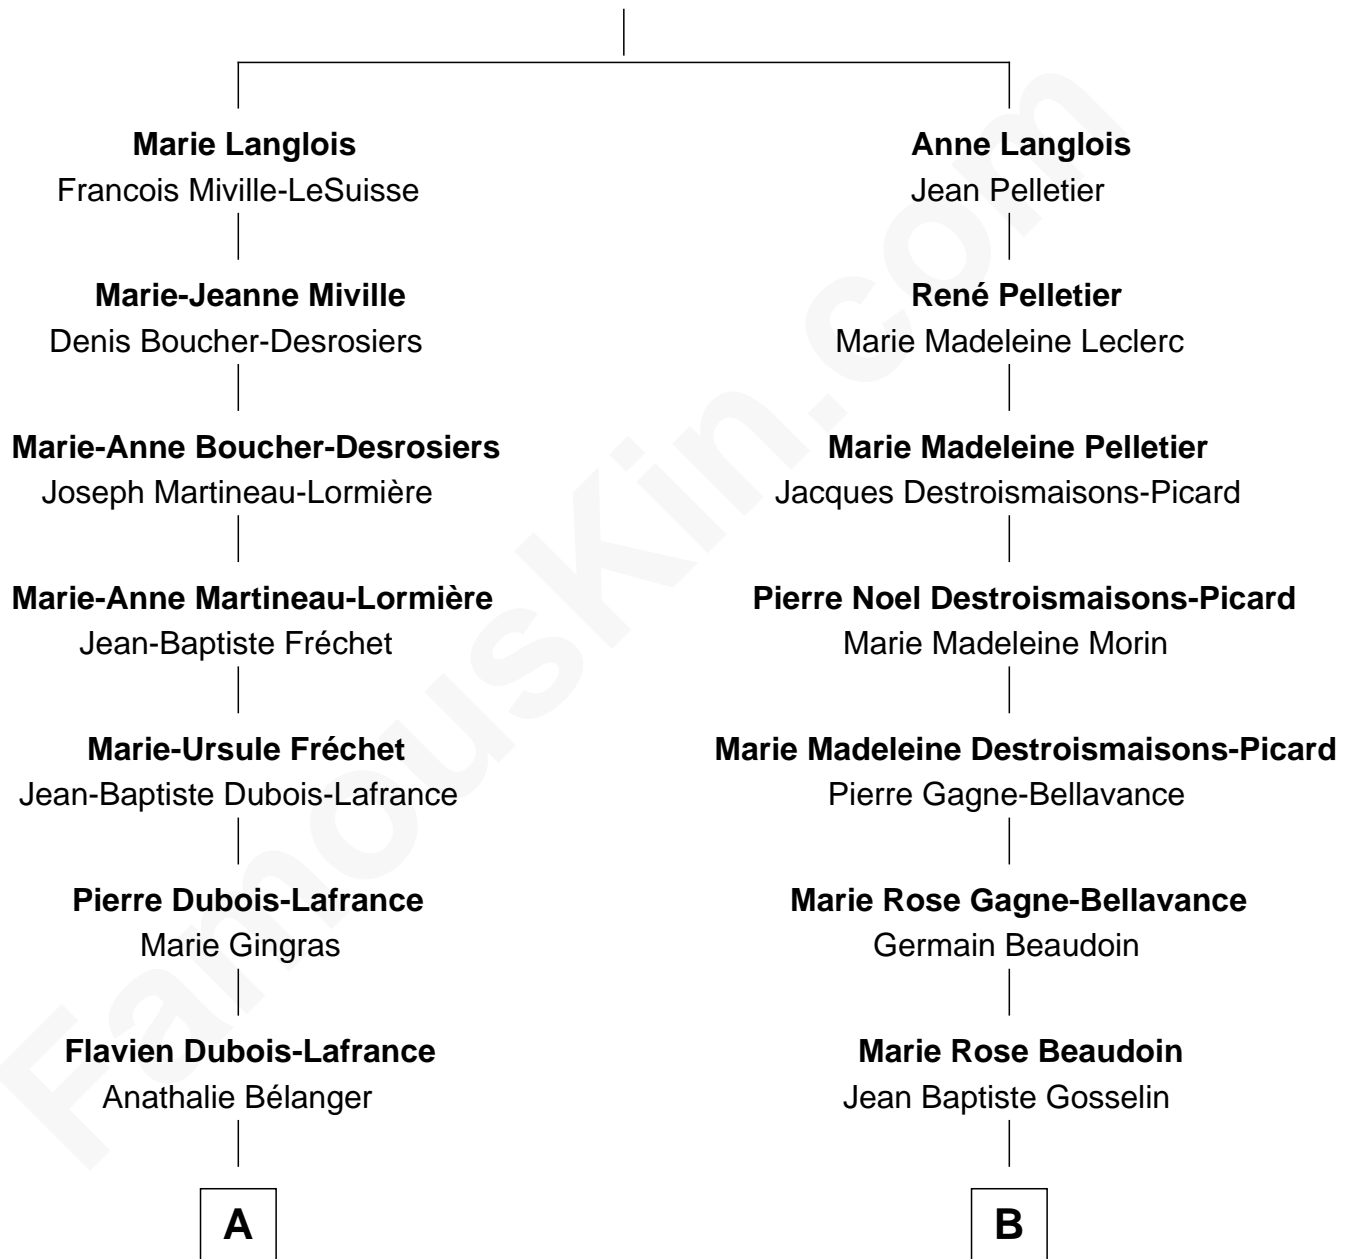 Marie Langlois
Francois Miville-LeSuisse
Marie-Jeanne Miville
Denis Boucher-Desrosiers
Marie-Anne Boucher-Desrosiers
Joseph Martineau-Lormière
Marie-Anne Martineau-Lormière
Jean-Baptiste Fréchet
Marie-Ursule Fréchet
Jean-Baptiste Dubois-Lafrance
Pierre Dubois-Lafrance
Marie Gingras
Flavien Dubois-Lafrance
Anathalie Bélanger
A
Anne Langlois
Jean Pelletier
René Pelletier
Marie Madeleine Leclerc
Marie Madeleine Pelletier
Jacques Destroismaisons-Picard
Pierre Noel Destroismaisons-Picard
Marie Madeleine Morin
Marie Madeleine Destroismaisons-Picard
Pierre Gagne-Bellavance
Marie Rose Gagne-Bellavance
Germain Beaudoin
Marie Rose Beaudoin
Jean Baptiste Gosselin
B
FamousKin.com